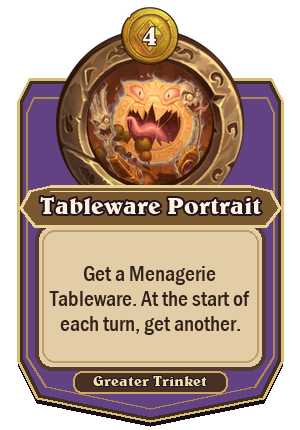 4
Tableware Portrait
Get a Menagerie
Tableware. At the start of
each turn, get another.
Greater Trinket